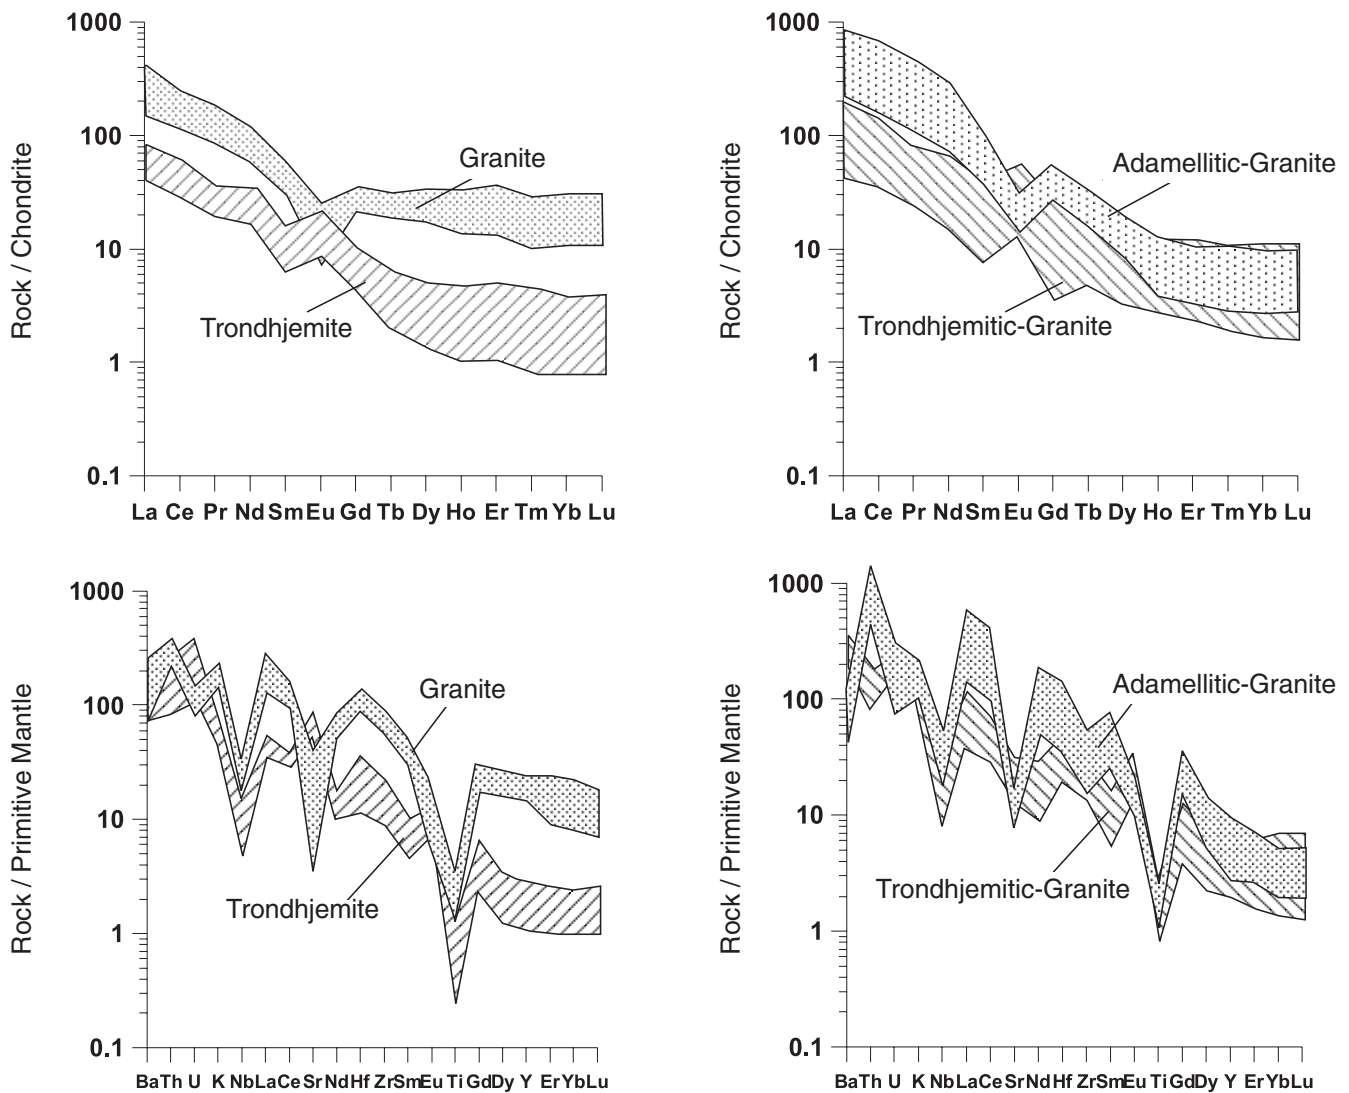 1000
100
10
1
0.1
Rock / Chondrite
Granite
Trondhjemite
La Ce Pr Nd Sm Eu Gd Tb Dy Ho Er Tm Yb Lu
1000
100
10
1
0.1
Rock / Chondrite
Adamellitic-Granite
Trondhjemitic-Granite
La Ce Pr Nd Sm Eu Gd Tb Dy Ho Er Tm Yb Lu
1000
100
10
1
0.1
Rock / Primitive Mantle
Granite
Trondhjemite
Ba Th U K Nb La Ce Sr Nd Hf Zr Sm Eu Ti Gd Dy Y Er Yb Lu
1000
100
10
1
0.1
Rock / Primitive Mantle
Adamellitic-Granite
Trondhjemitic-Granite
Ba Th U K Nb La Ce Sr Nd Hf Zr Sm Eu Ti Gd Dy Y Er Yb Lu